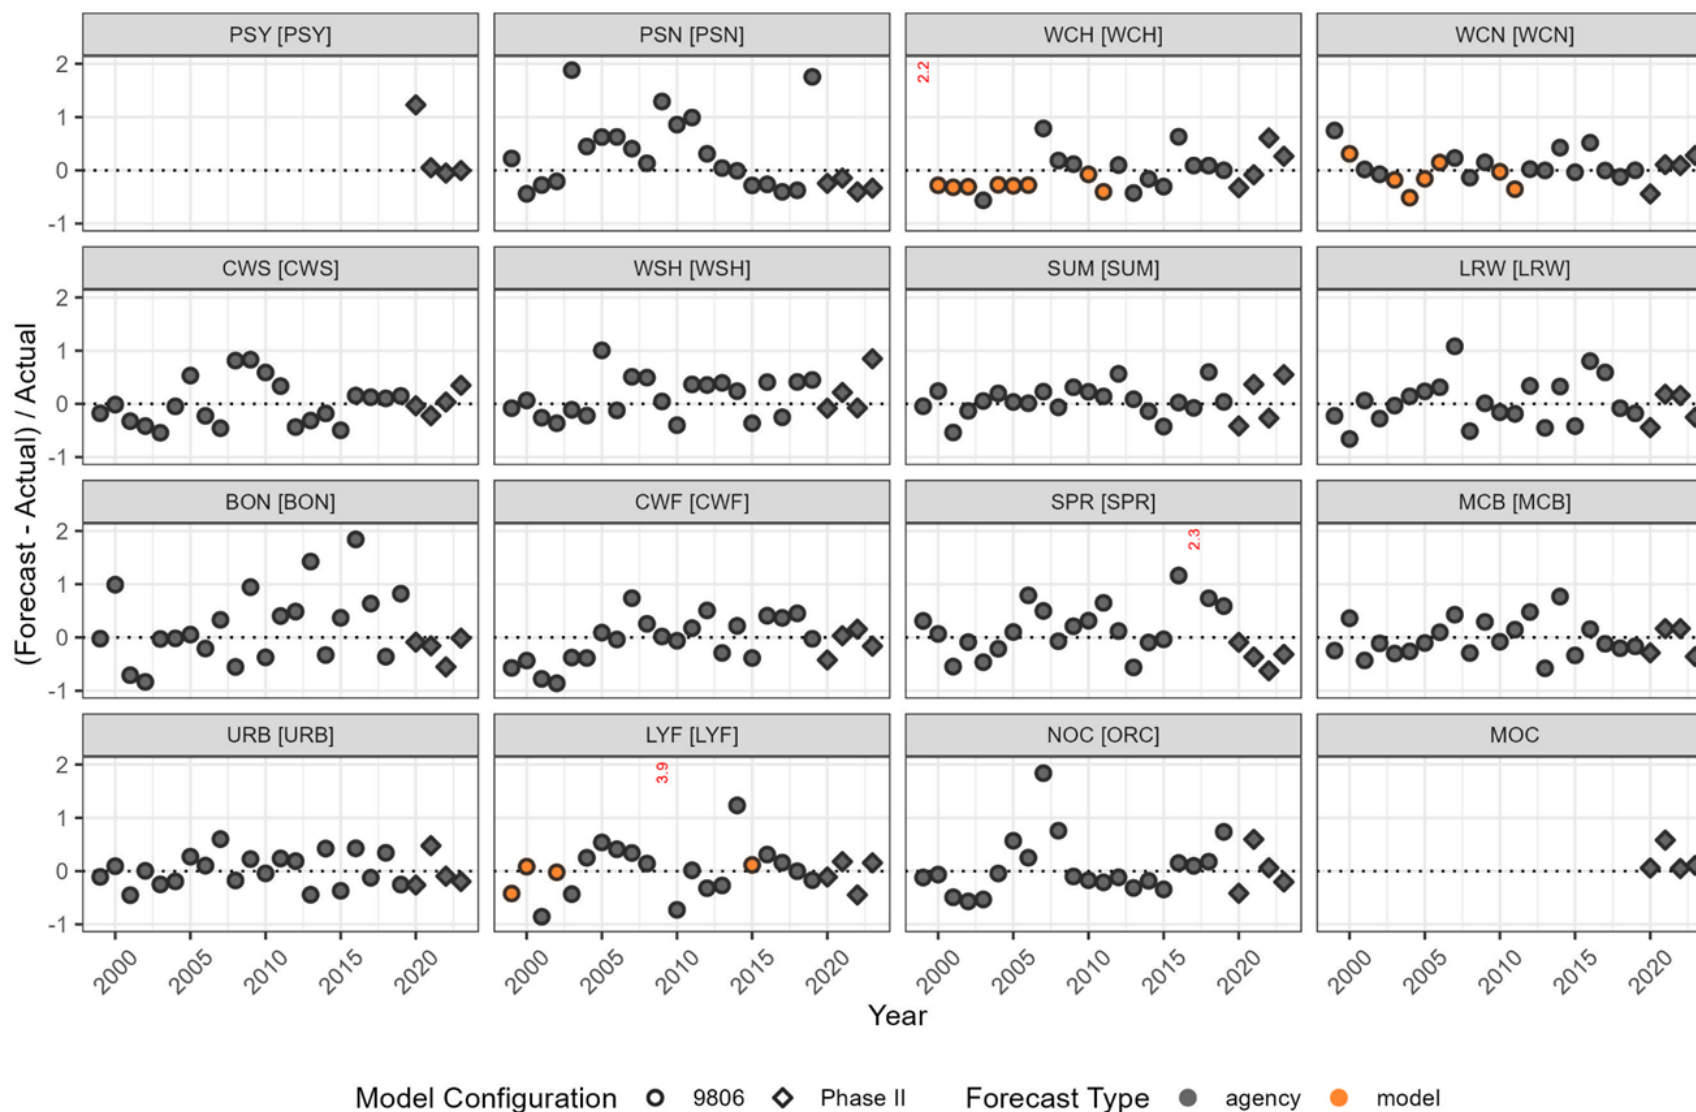 PSY [PSY] PSN [PSN] WCH [WCH] WCN [WCN]
2 2.2
1
0
-1
CWS [CWS] WSH [WSH] SUM [SUM] LRW [LRW]
2
1
0
-1
BON [BON] CWF [CWF] SPR [SPR] MCB [MCB]
2 2.3
1
0
-1
URB [URB] LYF [LYF] NOC [ORC] MOC
2 3.9
1
0
-1
(Forecast - Actual) / Actual
2000 2005 2010 2015 2020 2000 2005 2010 2015 2020 2000 2005 2010 2015 2020 2000 2005 2010 2015 2020
Year
Model Configuration 9806 Phase II Forecast Type agency model